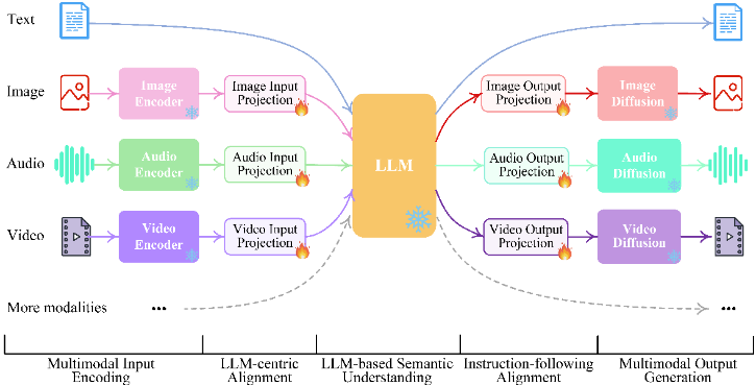 Text
Image
Image
Encoder
Image Input
Projection
Image Output
Projection
Image
Diffusion
Audio
Audio
Encoder
Audio Input
Projection
LLM
Audio Output
Projection
Audio
Diffusion
Video
Video
Encoder
Video Input
Projection
Video Output
Projection
Video
Diffusion
More modalities
...
...
Multimodal Input
Encoding
LLM-centric
Alignment
LLM-based Semantic
Understanding
Instruction-following
Alignment
Multimodal Output
Generation